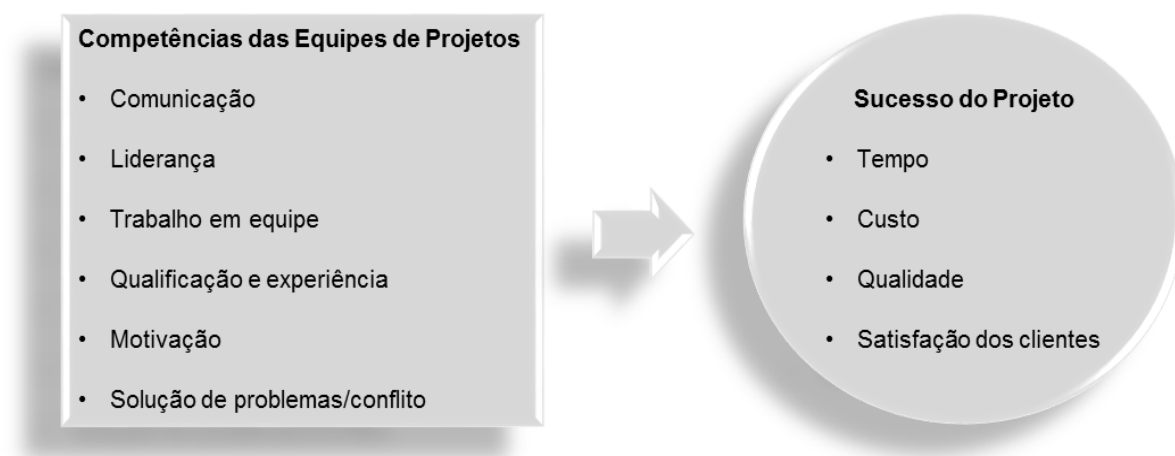 Competências das Equipes de Projetos
• Comunicação
• Liderança
• Trabalho em equipe
• Qualificação e experiência
• Motivação
• Solução de problemas/conflito
Sucesso do Projeto
• Tempo
• Custo
• Qualidade
• Satisfação dos clientes